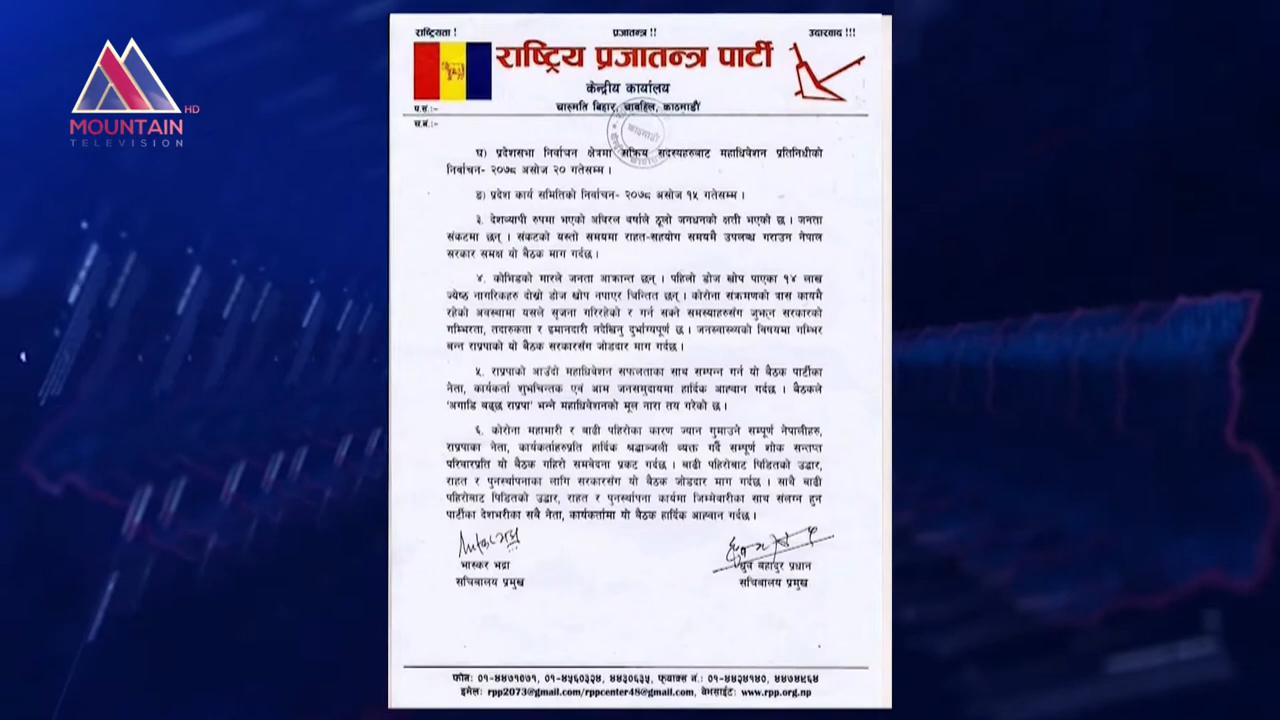 MOUNTAIN
HD
TELEVISION
राष्ट्रियता ! प्रजातन्त्र !! उदारवाद !!!
राष्ट्रिय प्रजातन्त्र पार्टी
केन्द्रीय कार्यालय
चारुमति बिहार, चाबहिल, काठमाडौं
प.सं.:-
च.नं.:-
काठमाडौं
घ) प्रदेशसभा निर्वाचन क्षेत्रमा सक्रिय सदस्यहरुबाट महाधिवेशन प्रतिनिधीको
निर्वाचन- २०७८ असोज २० गतेसम्म ।
ङ) प्रदेश कार्य समितिको निर्वाचन- २०७८ असोज १५ गतेसम्म ।
३. देशव्यापी रुपमा भएको अविरल वर्षाले ठूलो जनधनको क्षती भएको छ । जनता
संकटमा छन् । संकटको यस्तो समयमा राहत-सहयोग समयमै उपलब्ध गराउन नेपाल
सरकार समक्ष यो बैठक माग गर्दछ ।
४. कोभिडको मारले जनता आक्रान्त छन् । पहिलो डोज खोप पाएका १४ लाख
ज्येष्ठ नागरिकहरु दोस्रो डोज खोप नपाएर चिन्तित छन् । कोरोना संक्रमणको त्रास कायमै
रहेको अवस्थामा यसले सृजना गरिरहेको र गर्न सक्ने समस्याहरुसंग जुझ्न सरकारको
गम्भिरता, तदारुकता र इमानदारी नदेखिनु दुर्भाग्यपूर्ण छ । जनस्वास्थ्यको विषयमा गम्भिर
बन्न राप्रपाको यो बैठक सरकारसंग जोडदार माग गर्दछ ।
५. राप्रपाको आउँदो महाधिवेशन सफलताका साथ सम्पन्न गर्न यो बैठक पार्टीका
नेता, कार्यकर्ता शुभचिन्तक एवं आम जनसमुदायमा हार्दिक आह्वान गर्दछ । बैठकले
'अगाडि बढ्छ राप्रपा' भन्ने महाधिवेशनको मूल नारा तय गरेको छ ।
६. कोरोना महामारी र बाढी पहिरोका कारण ज्यान गुमाउने सम्पूर्ण नेपालीहरु,
राप्रपाका नेता, कार्यकर्ताहरुप्रति हार्दिक श्रद्धाञ्जली व्यक्त गर्दै सम्पूर्ण शोक सन्तप्त
परिवारप्रति यो बैठक गहिरो समवेदना प्रकट गर्दछ । बाढी पहिरोबाट पिडितको उद्धार,
राहत र पुनर्स्थापनाका लागि सरकारसंग यो बैठक जोडदार माग गर्दछ । साथै बाढी
पहिरोबाट पिडितको उद्धार, राहत र पुनर्स्थापना कार्यमा जिम्मेवारीका साथ संलग्न हुन
पार्टीका देशभरीका सबै नेता, कार्यकर्तामा यो बैठक हार्दिक आह्वान गर्दछ ।
भास्कर भद्रा ध्रुव बहादुर प्रधान
सचिबालय प्रमुख सचिबालय प्रमुख
फोनः ०१-४४७१०७१, ०१-४५६०३२४, ४४३०६३५, फ्याक्स नं.: ०१-४४२४१४०, ४४७४९६४
इमेलः rpp2073@gmail.com/rppcenter48@gmail.com, वेभसाईटः www.rpp.org.np